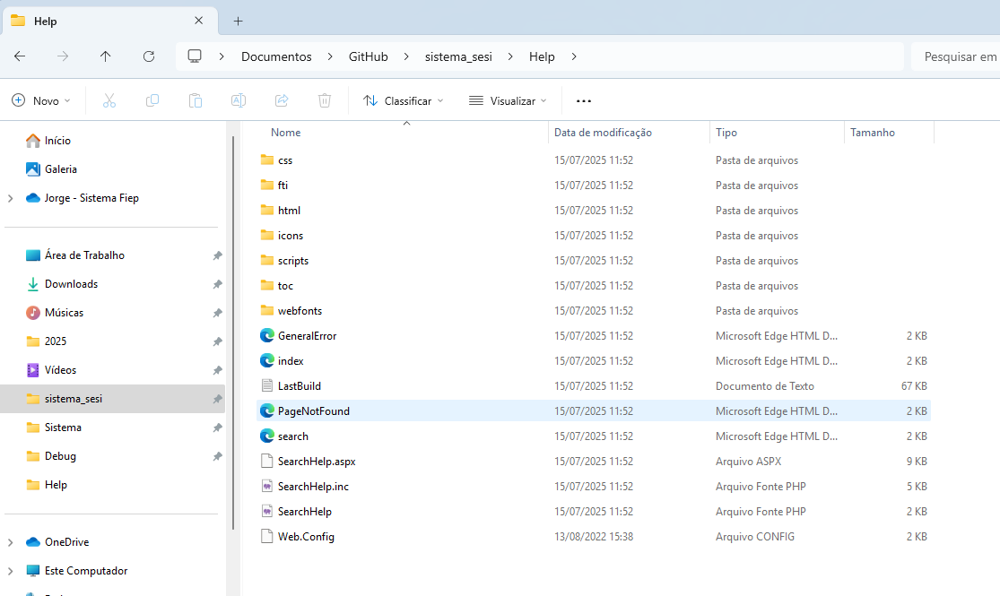 Help
Documentos > GitHub > sistema_sesi > Help >
Pesquisar em
Novo
Classificar
Visualizar
Início
Galeria
Jorge - Sistema Fiep
Área de Trabalho
Downloads
Músicas
2025
Vídeos
sistema_sesi
Sistema
Debug
Help
OneDrive
Este Computador
Nome Data de modificação Tipo Tamanho
css 15/07/2025 11:52 Pasta de arquivos
fti 15/07/2025 11:52 Pasta de arquivos
html 15/07/2025 11:52 Pasta de arquivos
icons 15/07/2025 11:52 Pasta de arquivos
scripts 15/07/2025 11:52 Pasta de arquivos
toc 15/07/2025 11:52 Pasta de arquivos
webfonts 15/07/2025 11:52 Pasta de arquivos
GeneralError 15/07/2025 11:52 Microsoft Edge HTML D... 2 KB
index 15/07/2025 11:52 Microsoft Edge HTML D... 2 KB
LastBuild 15/07/2025 11:52 Documento de Texto 67 KB
PageNotFound 15/07/2025 11:52 Microsoft Edge HTML D... 2 KB
search 15/07/2025 11:52 Microsoft Edge HTML D... 2 KB
SearchHelp.aspx 15/07/2025 11:52 Arquivo ASPX 9 KB
SearchHelp.inc 15/07/2025 11:52 Arquivo Fonte PHP 5 KB
SearchHelp 15/07/2025 11:52 Arquivo Fonte PHP 2 KB
Web.Config 13/08/2022 15:38 Arquivo CONFIG 2 KB